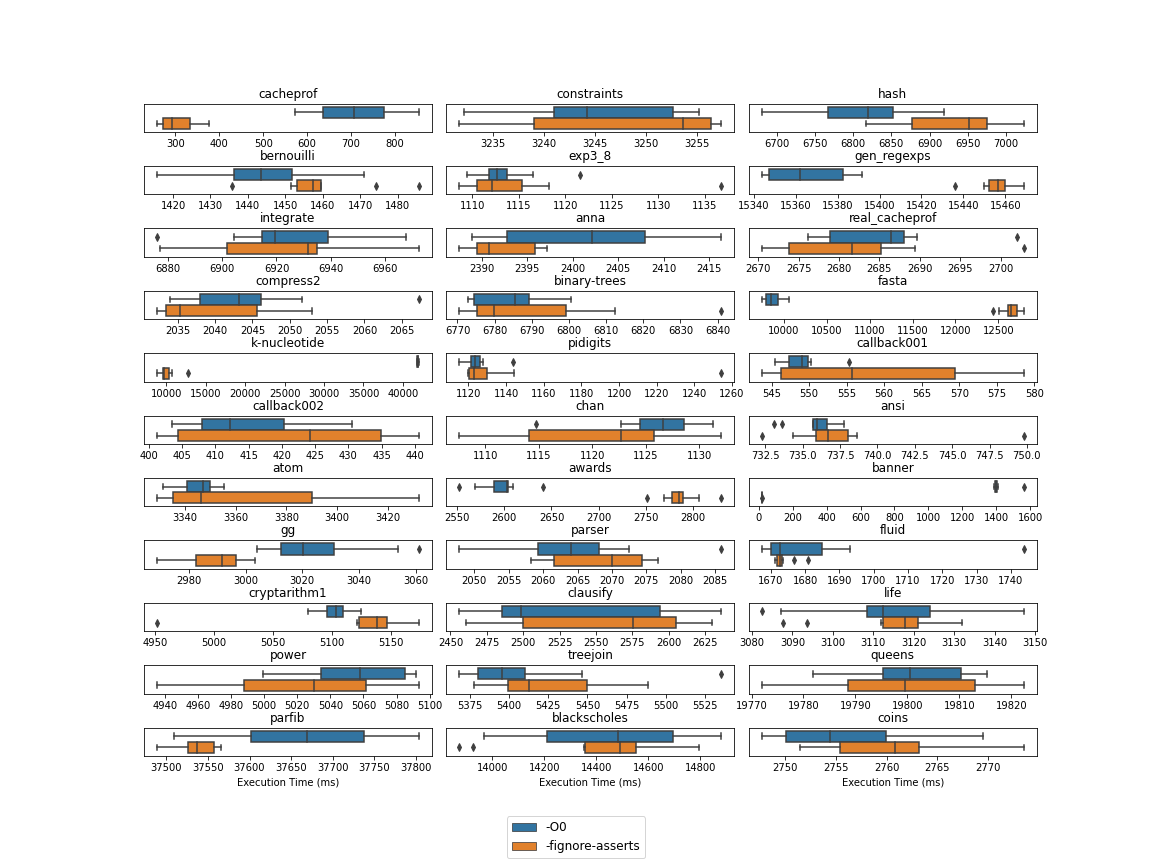 cacheprof constraints hash
300 400 500 600 700 800 3235 3240 3245 3250 3255 6700 6750 6800 6850 6900 6950 7000
bernouilli exp3_8 gen_regexps
1420 1430 1440 1450 1460 1470 1480 1110 1115 1120 1125 1130 1135 15340 15360 15380 15400 15420 15440 15460
integrate anna real_cacheprof
6880 6900 6920 6940 6960 2390 2395 2400 2405 2410 2415 2670 2675 2680 2685 2690 2695 2700
compress2 binary-trees fasta
2035 2040 2045 2050 2055 2060 2065 6770 6780 6790 6800 6810 6820 6830 6840 10000 10500 11000 11500 12000 12500
k-nucleotide pidigits callback001
10000 15000 20000 25000 30000 35000 40000 1120 1140 1160 1180 1200 1220 1240 1260 545 550 555 560 565 570 575 580
callback002 chan ansi
400 405 410 415 420 425 430 435 440 1110 1115 1120 1125 1130 732.5 735.0 737.5 740.0 742.5 745.0 747.5 750.0
atom awards banner
3340 3360 3380 3400 3420 2550 2600 2650 2700 2750 2800 0 200 400 600 800 1000 1200 1400 1600
gg parser fluid
2980 3000 3020 3040 3060 2050 2055 2060 2065 2070 2075 2080 2085 1670 1680 1690 1700 1710 1720 1730 1740
cryptarithm1 clausify life
4950 5000 5050 5100 5150 2450 2475 2500 2525 2550 2575 2600 2625 3080 3090 3100 3110 3120 3130 3140 3150
power treejoin queens
4940 4960 4980 5000 5020 5040 5060 5080 5100 5375 5400 5425 5450 5475 5500 5525 19770 19780 19790 19800 19810 19820
parfib blackscholes coins
37500 37550 37600 37650 37700 37750 37800 14000 14200 14400 14600 14800 2750 2755 2760 2765 2770
Execution Time (ms) Execution Time (ms) Execution Time (ms)
-O0
-fignore-asserts